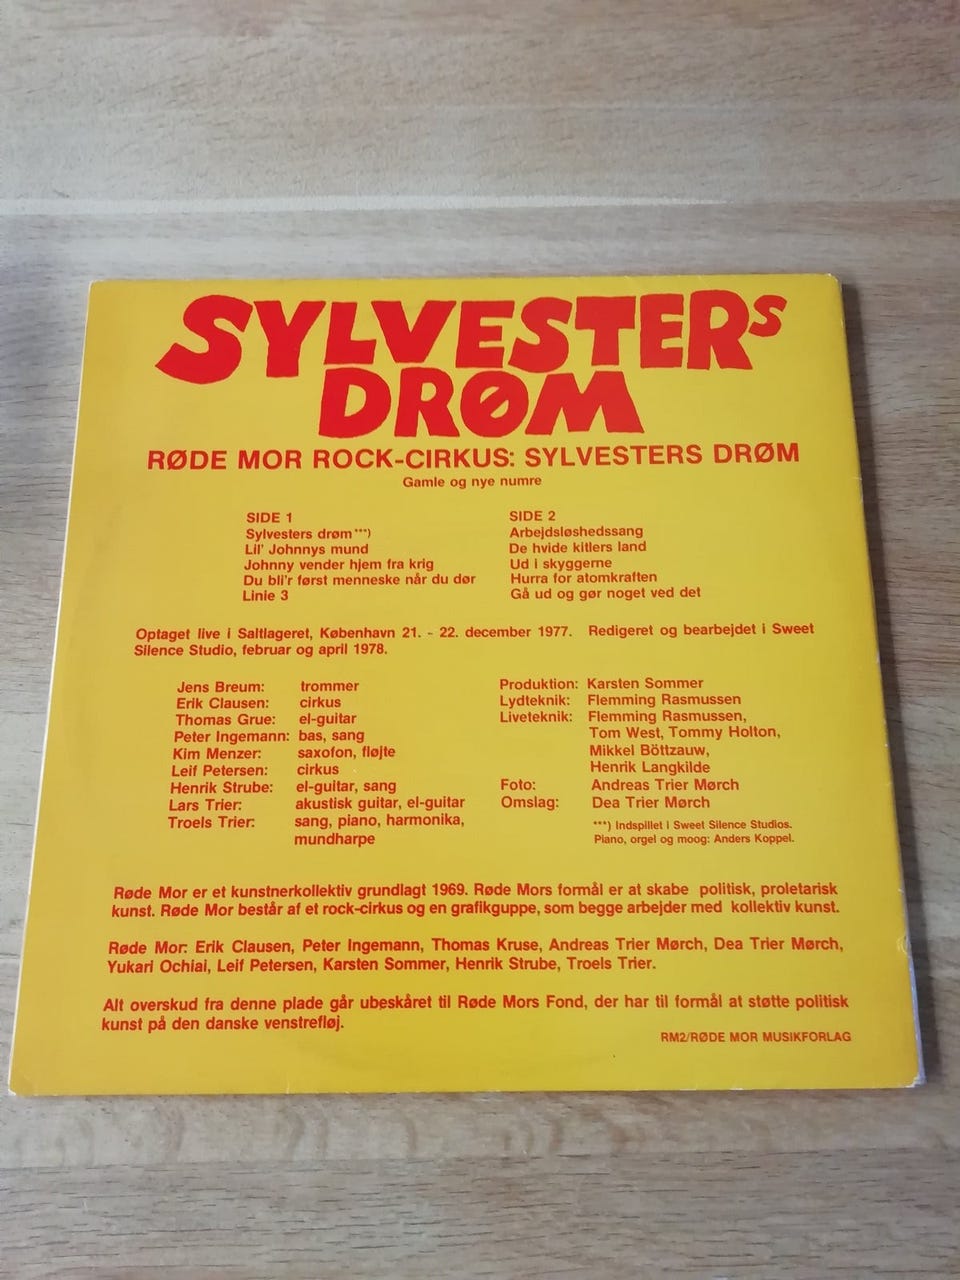 SYLVESTERs
DRØM
RØDE MOR ROCK-CIRKUS: SYLVESTERS DRØM
Gamle og nye numre
SIDE 1
Sylvesters drøm***)
Lil' Johnnys mund
Johnny vender hjem fra krig
Du bli'r først menneske når du dør
Linie 3
SIDE 2
Arbejdsløshedssang
De hvide kitlers land
Ud i skyggerne
Hurra for atomkraften
Gå ud og gør noget ved det
Optaget live i Saltlageret, København 21. - 22. december 1977. Redigeret og bearbejdet i Sweet
Silence Studio, februar og april 1978.
Jens Breum: trommer
Erik Clausen: cirkus
Thomas Grue: el-guitar
Peter Ingemann: bas, sang
Kim Menzer: saxofon, fløjte
Leif Petersen: cirkus
Henrik Strube: el-guitar, sang
Lars Trier: akustisk guitar, el-guitar
Troels Trier: sang, piano, harmonika,
mundharpe
Produktion: Karsten Sommer
Lydteknik: Flemming Rasmussen
Liveteknik: Flemming Rasmussen,
Tom West, Tommy Holton,
Mikkel Böttzauw,
Henrik Langkilde
Foto: Andreas Trier Mørch
Omslag: Dea Trier Mørch
***) Indspillet i Sweet Silence Studios.
Piano, orgel og moog: Anders Koppel.
Røde Mor er et kunstnerkollektiv grundlagt 1969. Røde Mors formål er at skabe politisk, proletarisk
kunst. Røde Mor består af et rock-cirkus og en grafikguppe, som begge arbejder med kollektiv kunst.
Røde Mor: Erik Clausen, Peter Ingemann, Thomas Kruse, Andreas Trier Mørch, Dea Trier Mørch,
Yukari Ochiai, Leif Petersen, Karsten Sommer, Henrik Strube, Troels Trier.
Alt overskud fra denne plade går ubeskåret til Røde Mors Fond, der har til formål at støtte politisk
kunst på den danske venstrefløj.
RM2/RØDE MOR MUSIKFORLAG